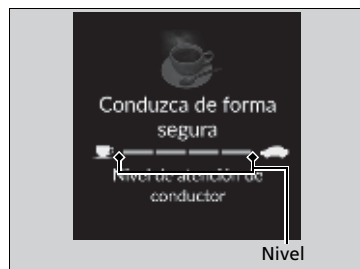 Conduzca de forma
segura
Nivel de atención de
conductor
Nivel